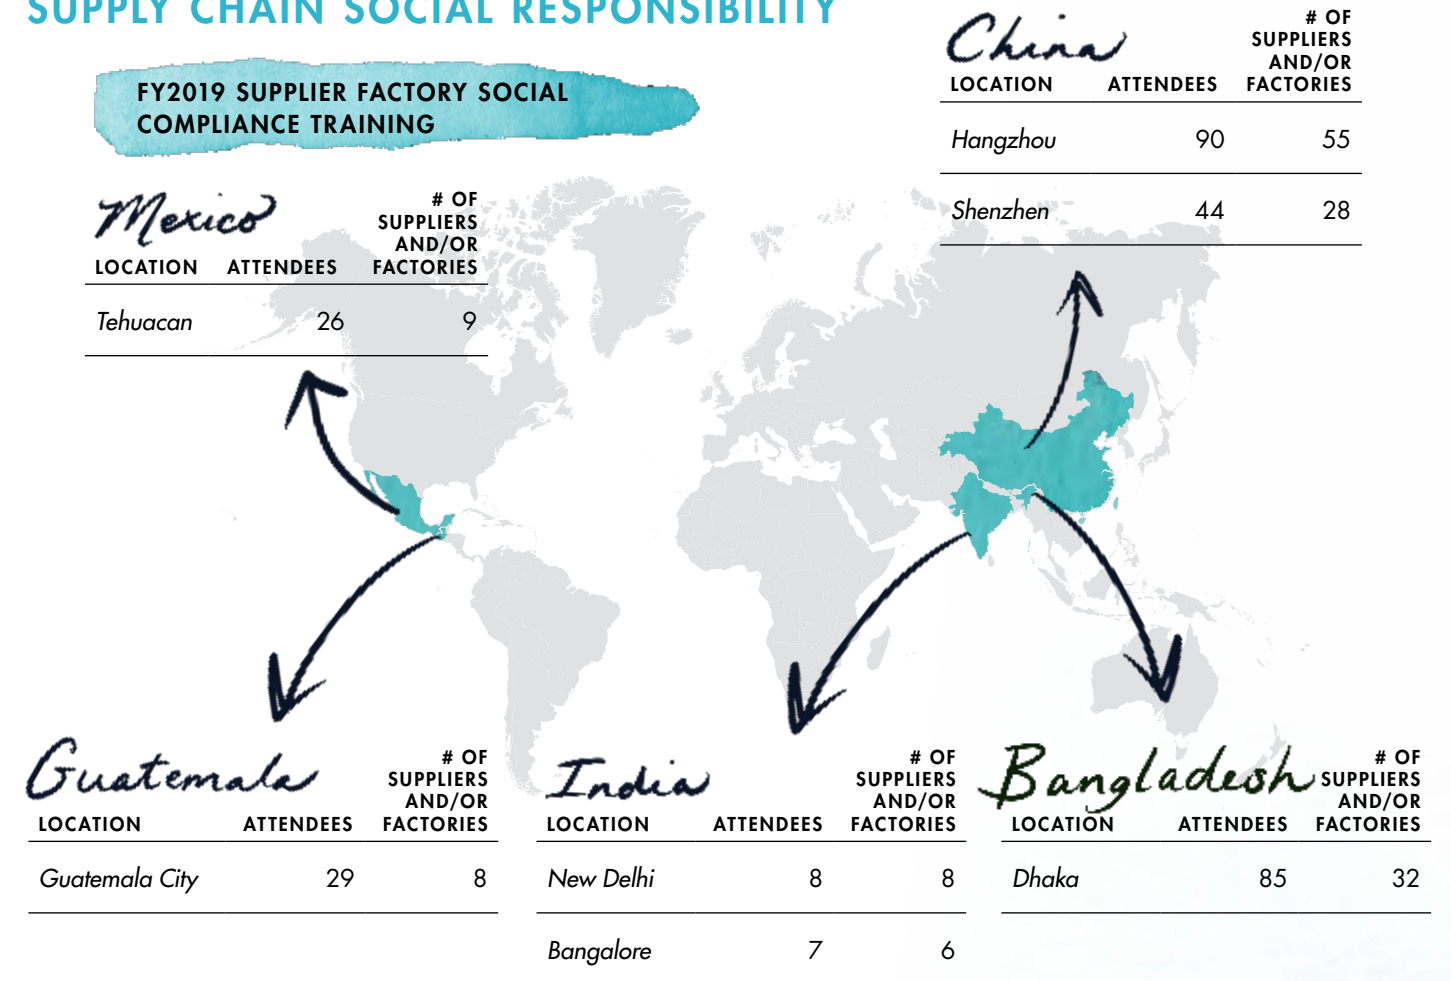 SUPPLY CHAIN SOCIAL RESPONSIBILITY
FY2019 SUPPLIER FACTORY SOCIAL
COMPLIANCE TRAINING
Mexico
# OF
SUPPLIERS
AND/OR
LOCATION ATTENDEES FACTORIES
Tehuacan 26 9
China
# OF
SUPPLIERS
AND/OR
LOCATION ATTENDEES FACTORIES
Hangzhou 90 55
Shenzhen 44 28
Guatemala
# OF
SUPPLIERS
AND/OR
LOCATION ATTENDEES FACTORIES
Guatemala City 29 8
India
# OF
SUPPLIERS
AND/OR
LOCATION ATTENDEES FACTORIES
New Delhi 8 8
Bangalore 7 6
Bangladesh
# OF
SUPPLIERS
AND/OR
LOCATION ATTENDEES FACTORIES
Dhaka 85 32